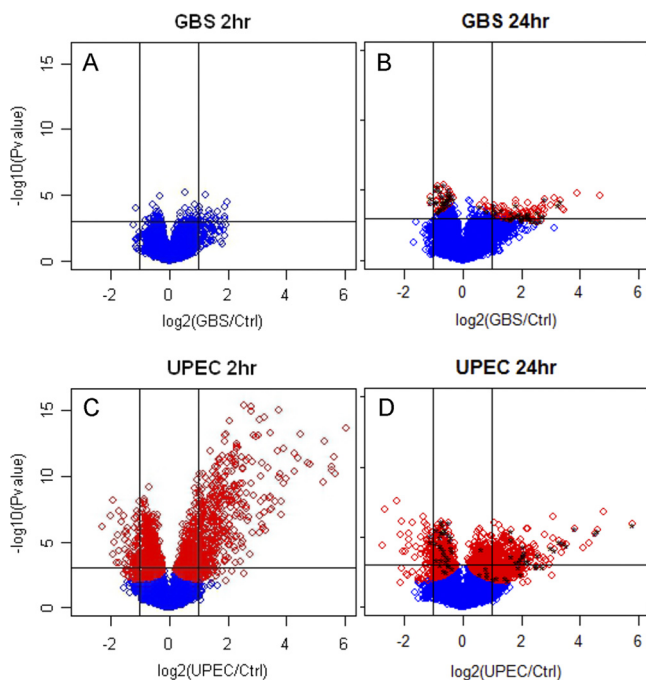 GBS 2hr
GBS 24hr
A
B
15
10
5
0
-log10(Pvalue)
-2 0 2 4 6
-2 0 2 4 6
log2(GBS/Ctrl)
log2(GBS/Ctrl)
UPEC 2hr
UPEC 24hr
C
D
15
10
5
0
-log10(Pvalue)
-2 0 2 4 6
-2 0 2 4 6
log2(UPEC/Ctrl)
log2(UPEC/Ctrl)